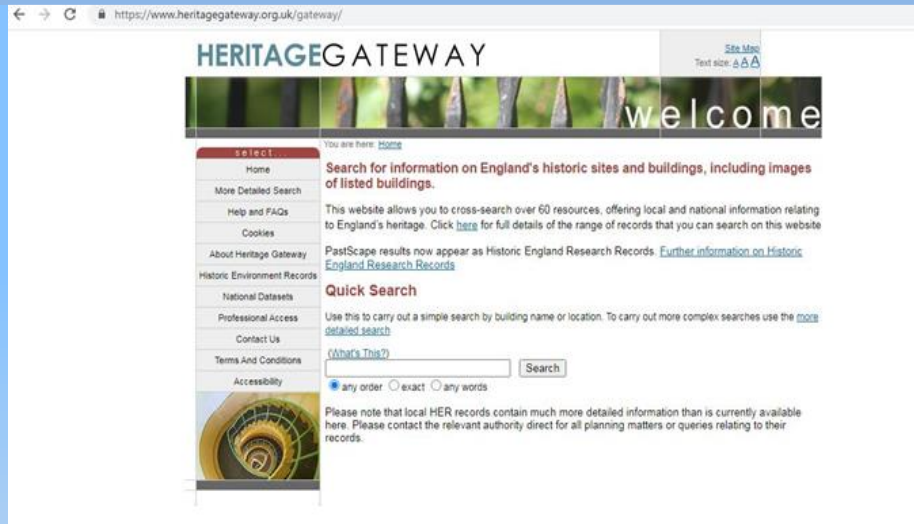 https://www.heritagegateway.org.uk/gateway/
HERITAGEGATEWAY
Site Map
Text size: A A A
welcome
select...
Home
More Detailed Search
Help and FAQs
Cookies
About Heritage Gateway
Historic Environment Records
National Datasets
Professional Access
Contact Us
Terms And Conditions
Accessibility
You are here: Home
Search for information on England's historic sites and buildings, including images
of listed buildings.
This website allows you to cross-search over 60 resources, offering local and national information relating
to England's heritage. Click here for full details of the range of records that you can search on this website
PastScape results now appear as Historic England Research Records. Further information on Historic
England Research Records
Quick Search
Use this to carry out a simple search by building name or location. To carry out more complex searches use the more
detailed search
(What's This?)
Search
any order exact any words
Please note that local HER records contain much more detailed information than is currently available
here. Please contact the relevant authority direct for all planning matters or queries relating to their
records.